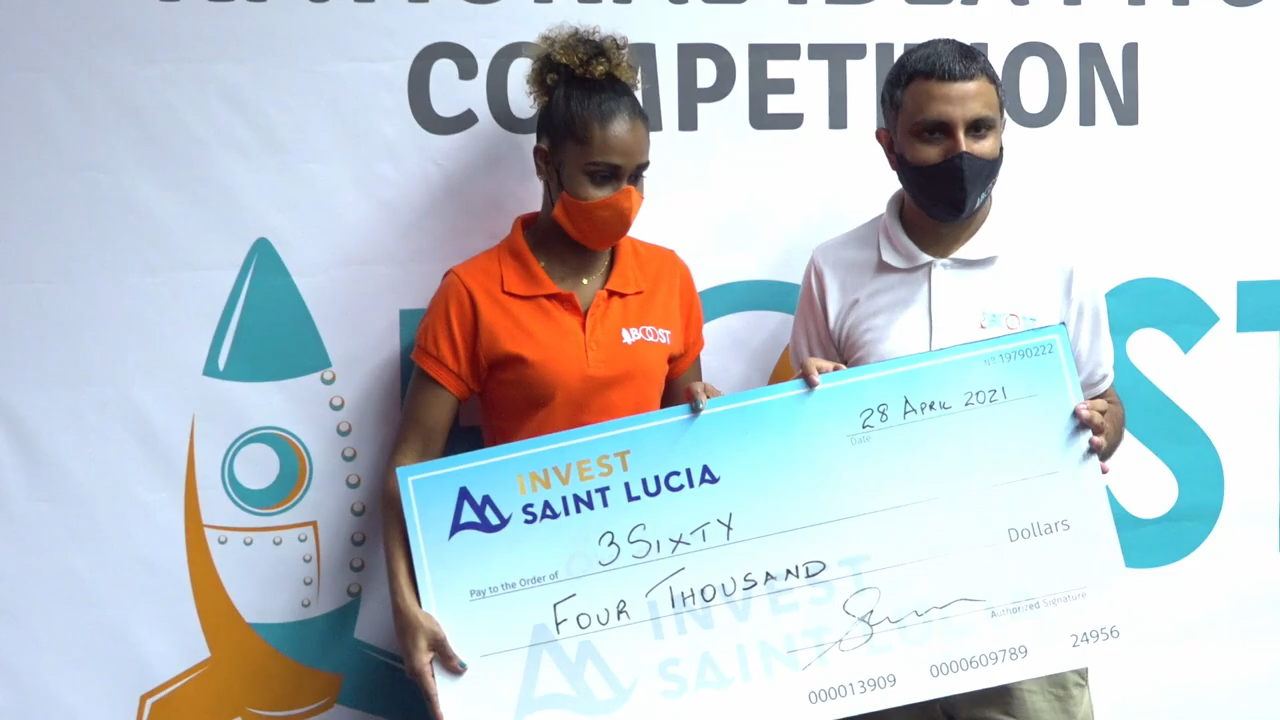 COMPETITION
BOOST
Nº 19790222
28 APRIL 2021
Date
INVEST
SAINT LUCIA
3SIXTY
Pay to the Order of
FOUR THOUSAND
Dollars
INVEST
SAINT LUCIA
Authorized Signature
000013909 0000609789 24956